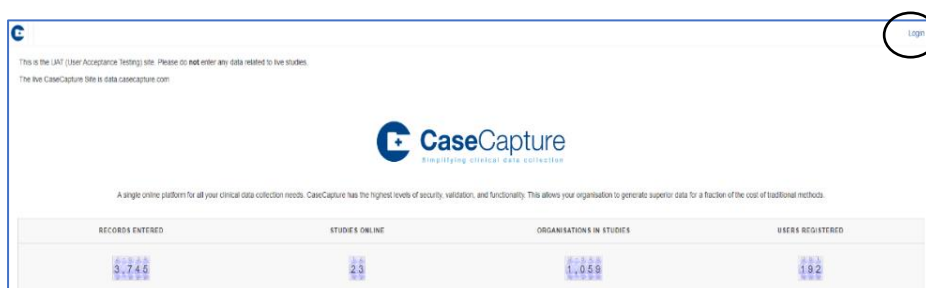 Login
This is the UAT (User Acceptance Testing) site. Please do not enter any data related to live studies.
The live CaseCapture Site is data.casecapture.com
CaseCapture
Simplifying clinical data collection
A single online platform for all your clinical data collection needs. CaseCapture has the highest levels of security, validation, and functionality. This allows your organisation to generate superior data for a fraction of the cost of traditional methods.
RECORDS ENTERED STUDIES ONLINE ORGANISATIONS IN STUDIES USERS REGISTERED
3,745 23 1,059 192